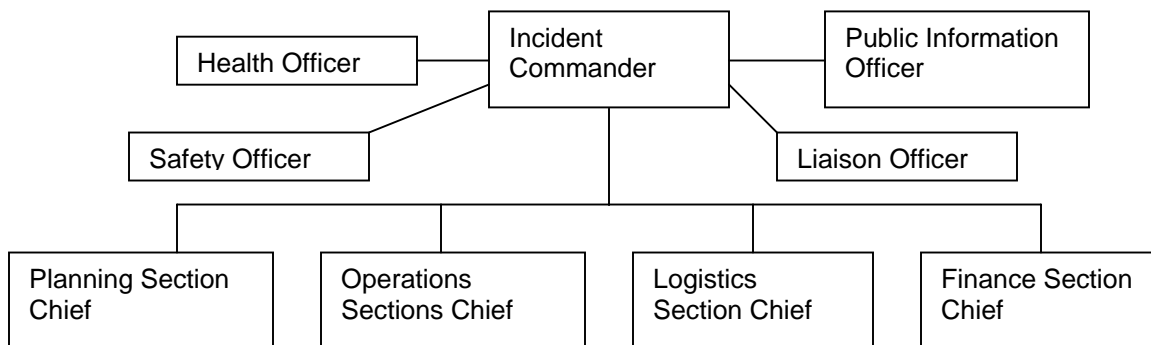 Incident
Commander
Public Information
Officer
Health Officer
Safety Officer
Liaison Officer
Planning Section
Chief
Operations
Sections Chief
Logistics
Section Chief
Finance Section
Chief